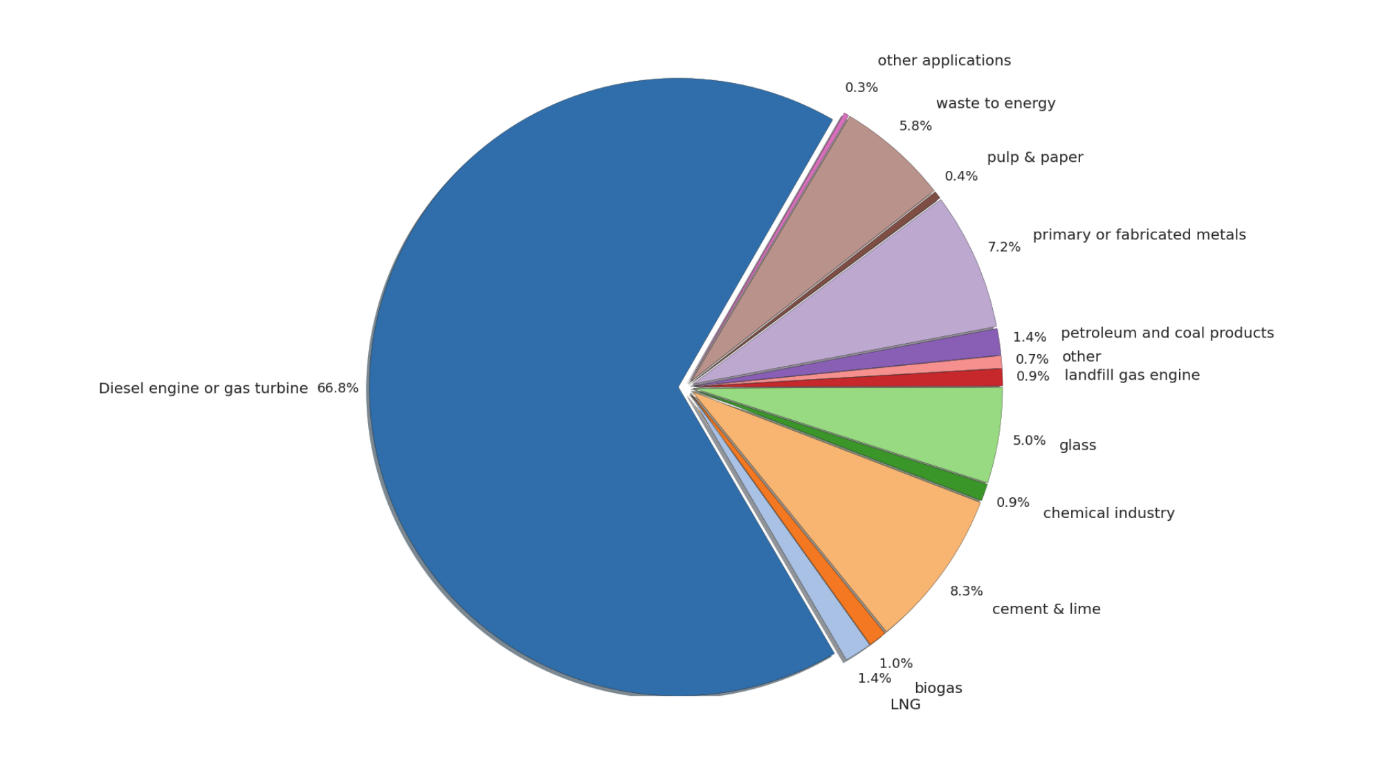 other applications
0.3%
waste to energy
5.8%
pulp & paper
0.4%
primary or fabricated metals
7.2%
petroleum and coal products
1.4%
other
0.7%
landfill gas engine
0.9%
Diesel engine or gas turbine 66.8%
5.0%
glass
0.9%
chemical industry
8.3%
cement & lime
1.0%
biogas
1.4%
LNG